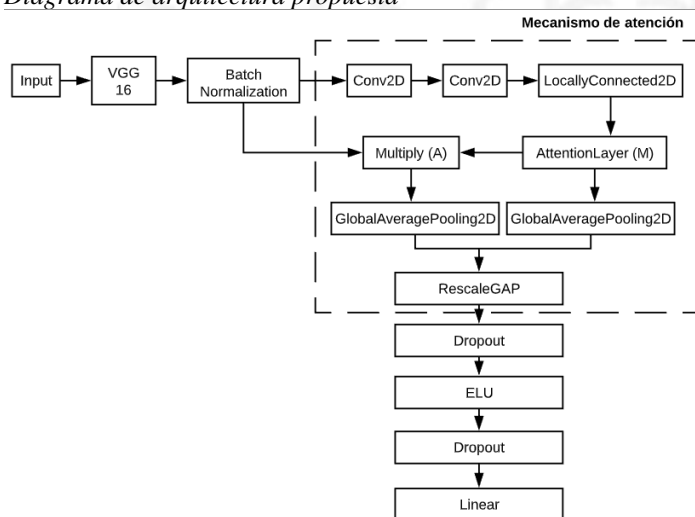 Diagrama de arquitectura propuesta
Mecanismo de atención
Input
VGG
16
Batch
Normalization
Conv2D
Conv2D
LocallyConnected2D
Multiply (A)
AttentionLayer (M)
GlobalAveragePooling2D
GlobalAveragePooling2D
RescaleGAP
Dropout
ELU
Dropout
Linear